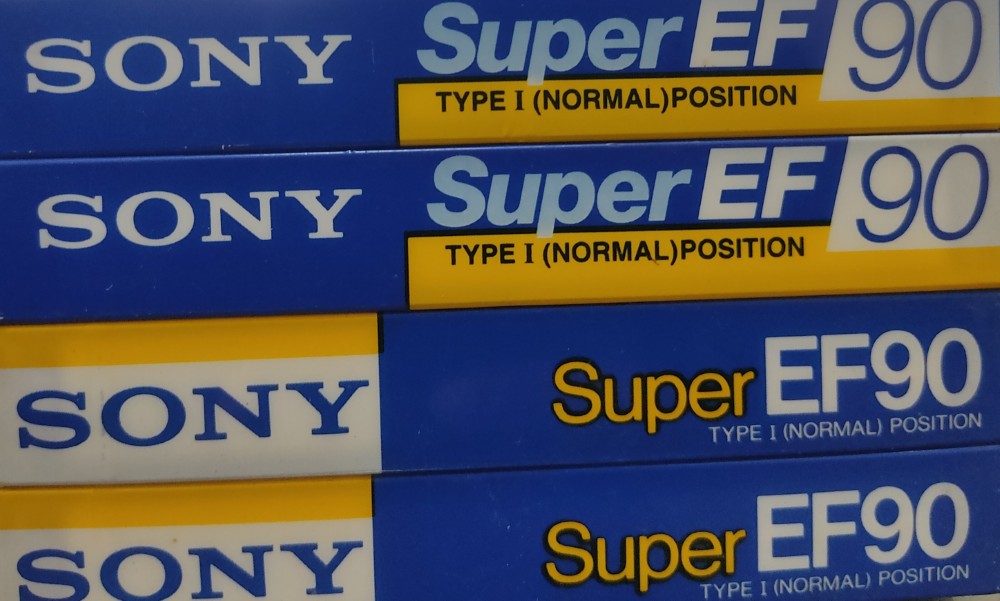 SONY Super EF 90
TYPE I (NORMAL)POSITION
SONY Super EF 90
TYPE I (NORMAL)POSITION
SONY Super EF90
TYPE I (NORMAL) POSITION
SONY Super EF90
TYPE I (NORMAL) POSITION